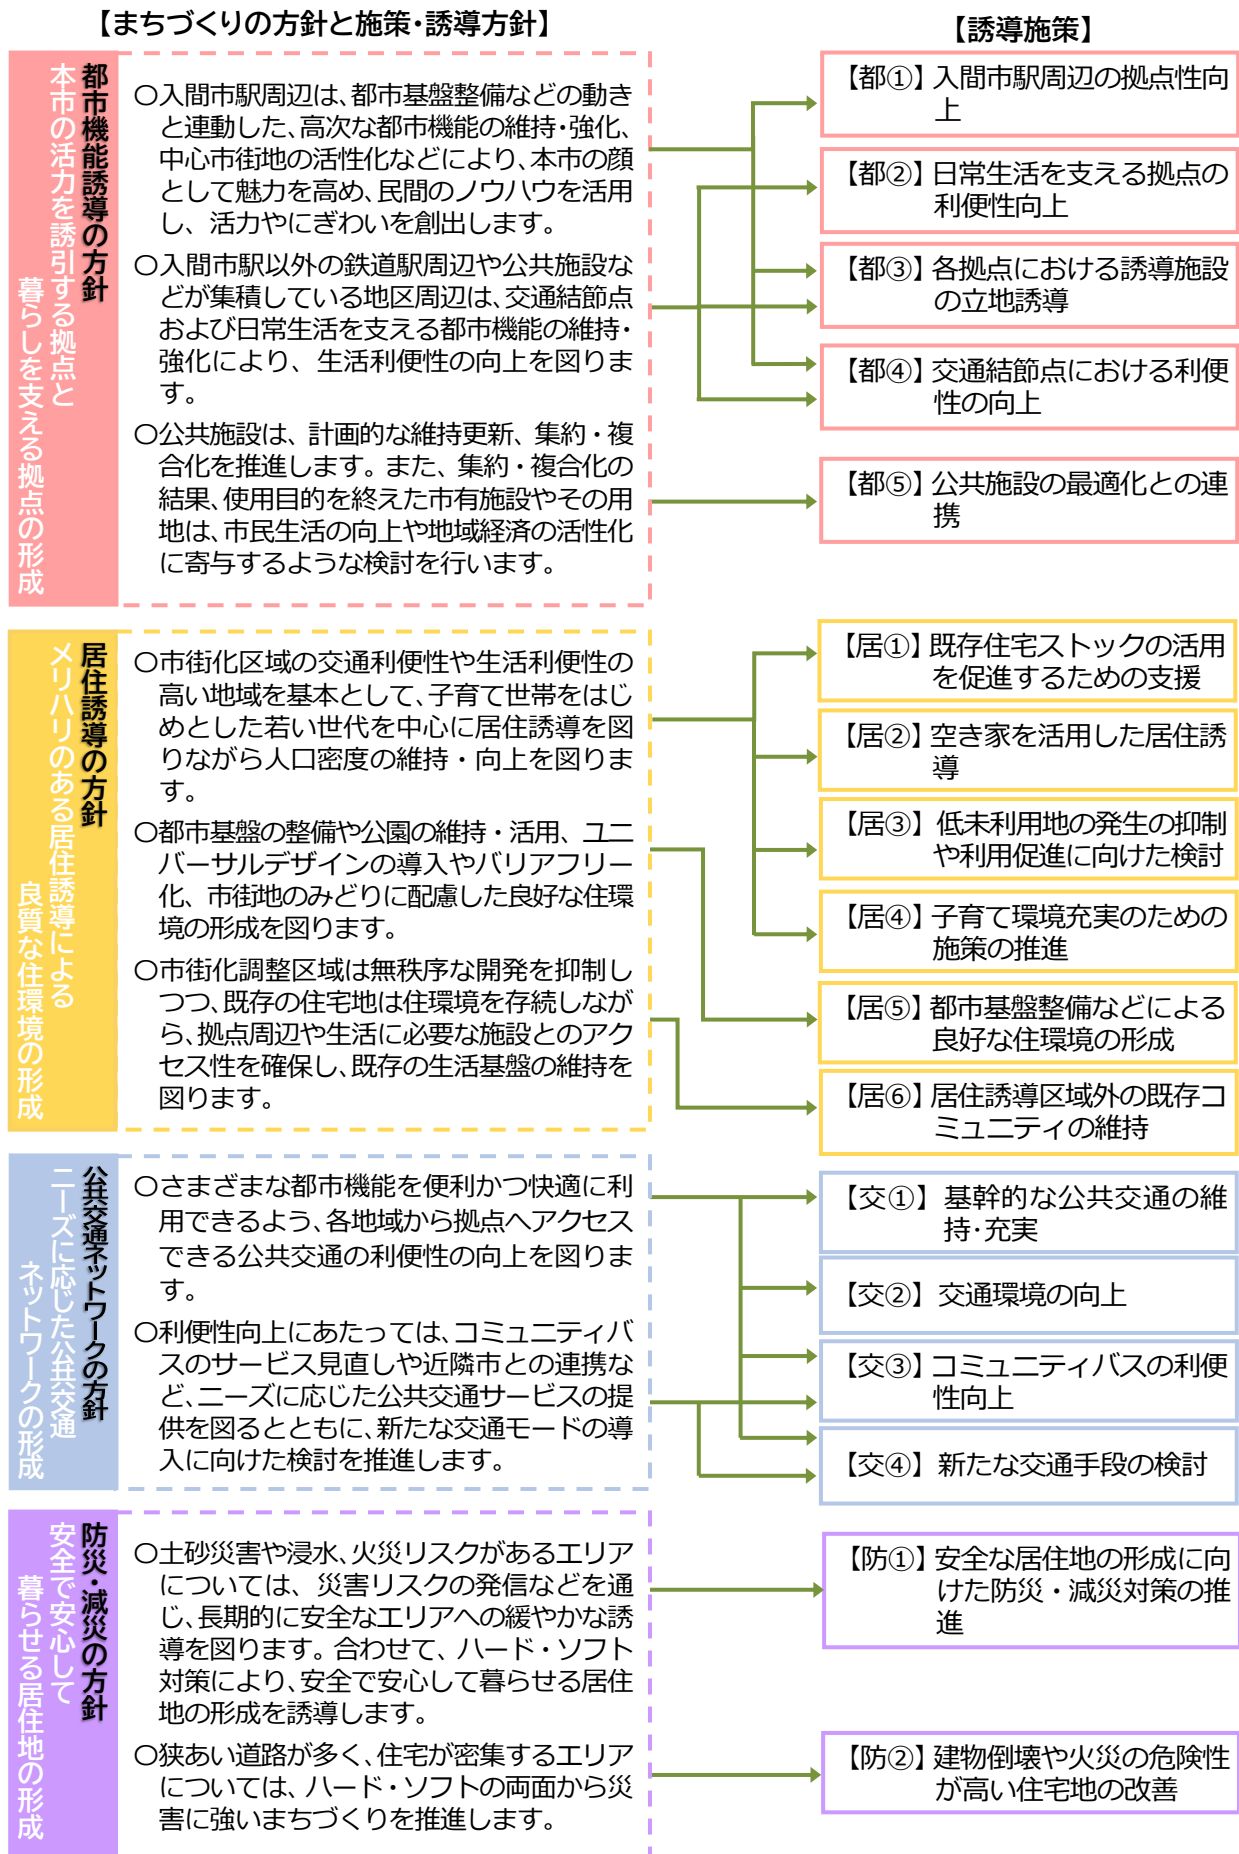 【まちづくりの方針と施策・誘導方針】
【誘導施策】
都市機能誘導の方針
本市の活力を誘引する拠点と
暮らしを支える拠点の形成
○入間市駅周辺は、都市基盤整備などの動き
と連動した、高次な都市機能の維持・強化、
中心市街地の活性化などにより、本市の顔
として魅力を高め、民間のノウハウを活用
し、活力やにぎわいを創出します。
○入間市駅以外の鉄道駅周辺や公共施設な
どが集積している地区周辺は、交通結節点
および日常生活を支える都市機能の維持・
強化により、生活利便性の向上を図りま
す。
○公共施設は、計画的な維持更新、集約・複
合化を推進します。また、集約・複合化の
結果、使用目的を終えた市有施設やその用
地は、市民生活の向上や地域経済の活性化
に寄与するような検討を行います。
【都①】入間市駅周辺の拠点性向
上
【都②】日常生活を支える拠点の
利便性向上
【都③】各拠点における誘導施設
の立地誘導
【都④】交通結節点における利便
性の向上
【都⑤】公共施設の最適化との連
携
居住誘導の方針
メリハリのある居住誘導による
良質な住環境の形成
○市街化区域の交通利便性や生活利便性の
高い地域を基本として、子育て世帯をはじ
めとした若い世代を中心に居住誘導を図
りながら人口密度の維持・向上を図りま
す。
○都市基盤の整備や公園の維持・活用、ユニ
バーサルデザインの導入やバリアフリー
化、市街地のみどりに配慮した良好な住環
境の形成を図ります。
○市街化調整区域は無秩序な開発を抑制し
つつ、既存の住宅地は住環境を存続しなが
ら、拠点周辺や生活に必要な施設とのアク
セス性を確保し、既存の生活基盤の維持を
図ります。
【居①】既存住宅ストックの活用
を促進するための支援
【居②】空き家を活用した居住誘
導
【居③】低未利用地の発生の抑制
や利用促進に向けた検討
【居④】子育て環境充実のための
施策の推進
【居⑤】都市基盤整備などによる
良好な住環境の形成
【居⑥】居住誘導区域外の既存コ
ミュニティの維持
公共交通ネットワークの方針
ニーズに応じた公共交通
ネットワークの形成
○さまざまな都市機能を便利かつ快適に利
用できるよう、各地域から拠点へアクセス
できる公共交通の利便性の向上を図りま
す。
○利便性向上にあたっては、コミュニティバ
スのサービス見直しや近隣市との連携な
ど、ニーズに応じた公共交通サービスの提
供を図るとともに、新たな交通モードの導
入に向けた検討を推進します。
【交①】基幹的な公共交通の維
持・充実
【交②】交通環境の向上
【交③】コミュニティバスの利便
性向上
【交④】新たな交通手段の検討
防災・減災の方針
安全で安心して
暮らせる居住地の形成
○土砂災害や浸水、火災リスクがあるエリア
については、災害リスクの発信などを通
じ、長期的に安全なエリアへの緩やかな誘
導を図ります。合わせて、ハード・ソフト
対策により、安全で安心して暮らせる居住
地の形成を誘導します。
○狭あい道路が多く、住宅が密集するエリア
については、ハード・ソフトの両面から災
害に強いまちづくりを推進します。
【防①】安全な居住地の形成に向
けた防災・減災対策の推
進
【防②】建物倒壊や火災の危険性
が高い住宅地の改善